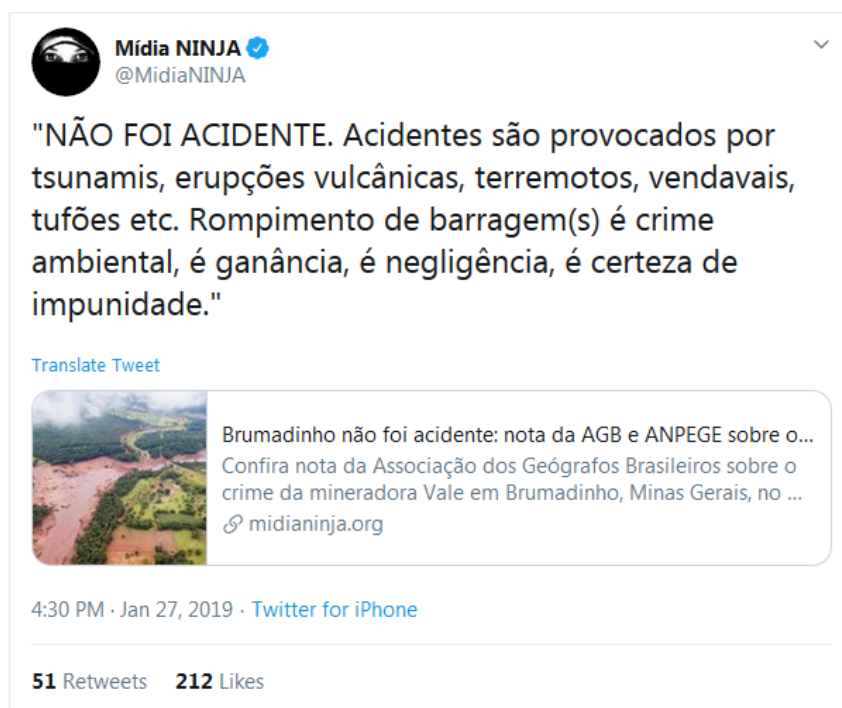 Mídia NINJA
@MidiaNINJA
"NÃO FOI ACIDENTE. Acidentes são provocados por
tsunamis, erupções vulcânicas, terremotos, vendavais,
tufões etc. Rompimento de barragem(s) é crime
ambiental, é ganância, é negligência, é certeza de
impunidade."
Translate Tweet
Brumadinho não foi acidente: nota da AGB e ANPEGE sobre o...
Confira nota da Associação dos Geógrafos Brasileiros sobre o
crime da mineradora Vale em Brumadinho, Minas Gerais, no ...
midianinja.org
4:30 PM · Jan 27, 2019 · Twitter for iPhone
51 Retweets 212 Likes